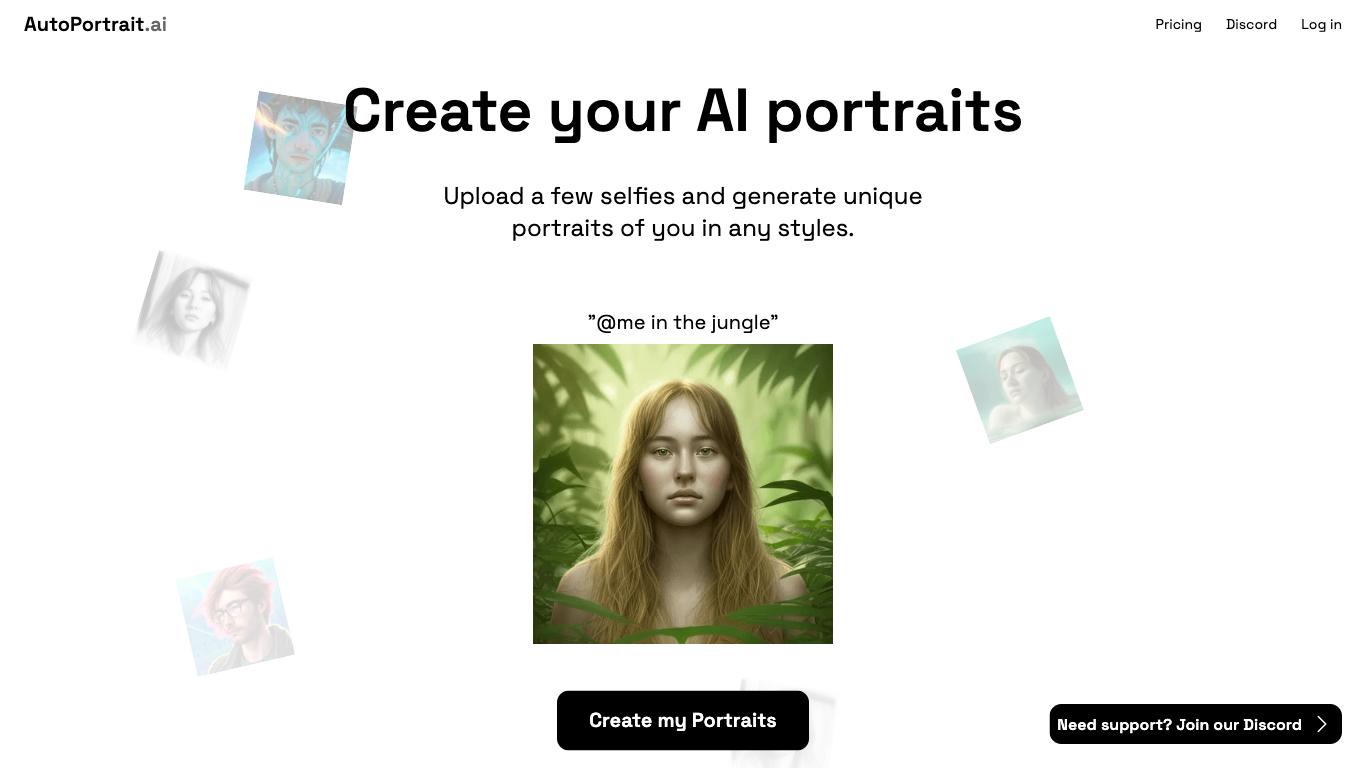 AutoPortrait.ai
Pricing
Discord
Log in
Create your AI portraits
Upload a few selfies and generate unique
portraits of you in any styles.
"@me in the jungle"
Create my Portraits
Need support? Join our Discord